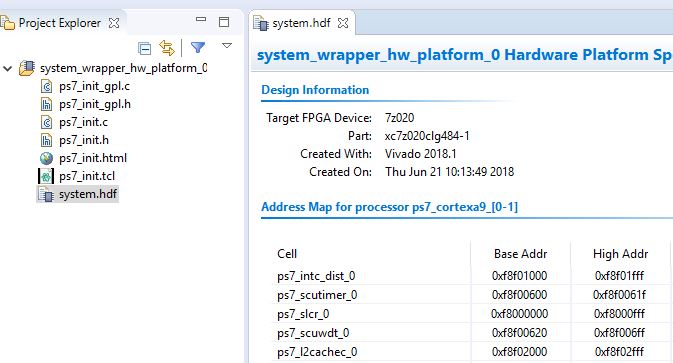 Project Explorer
system_wrapper_hw_platform_0
ps7_init_gpl.c
ps7_init_gpl.h
ps7_init.c
ps7_init.h
ps7_init.html
ps7_init.tcl
system.hdf
system.hdf
system_wrapper_hw_platform_0 Hardware Platform Sp
Design Information
Target FPGA Device: 7z020
Part: xc7z020clg484-1
Created With: Vivado 2018.1
Created On: Thu Jun 21 10:13:49 2018
Address Map for processor ps7_cortexa9_[0-1]
Cell Base Addr High Addr
ps7_intc_dist_0 0xf8f01000 0xf8f01fff
ps7_scutimer_0 0xf8f00600 0xf8f0061f
ps7_slcr_0 0xf8000000 0xf8000fff
ps7_scuwdt_0 0xf8f00620 0xf8f006ff
ps7_l2cachec_0 0xf8f02000 0xf8f02fff